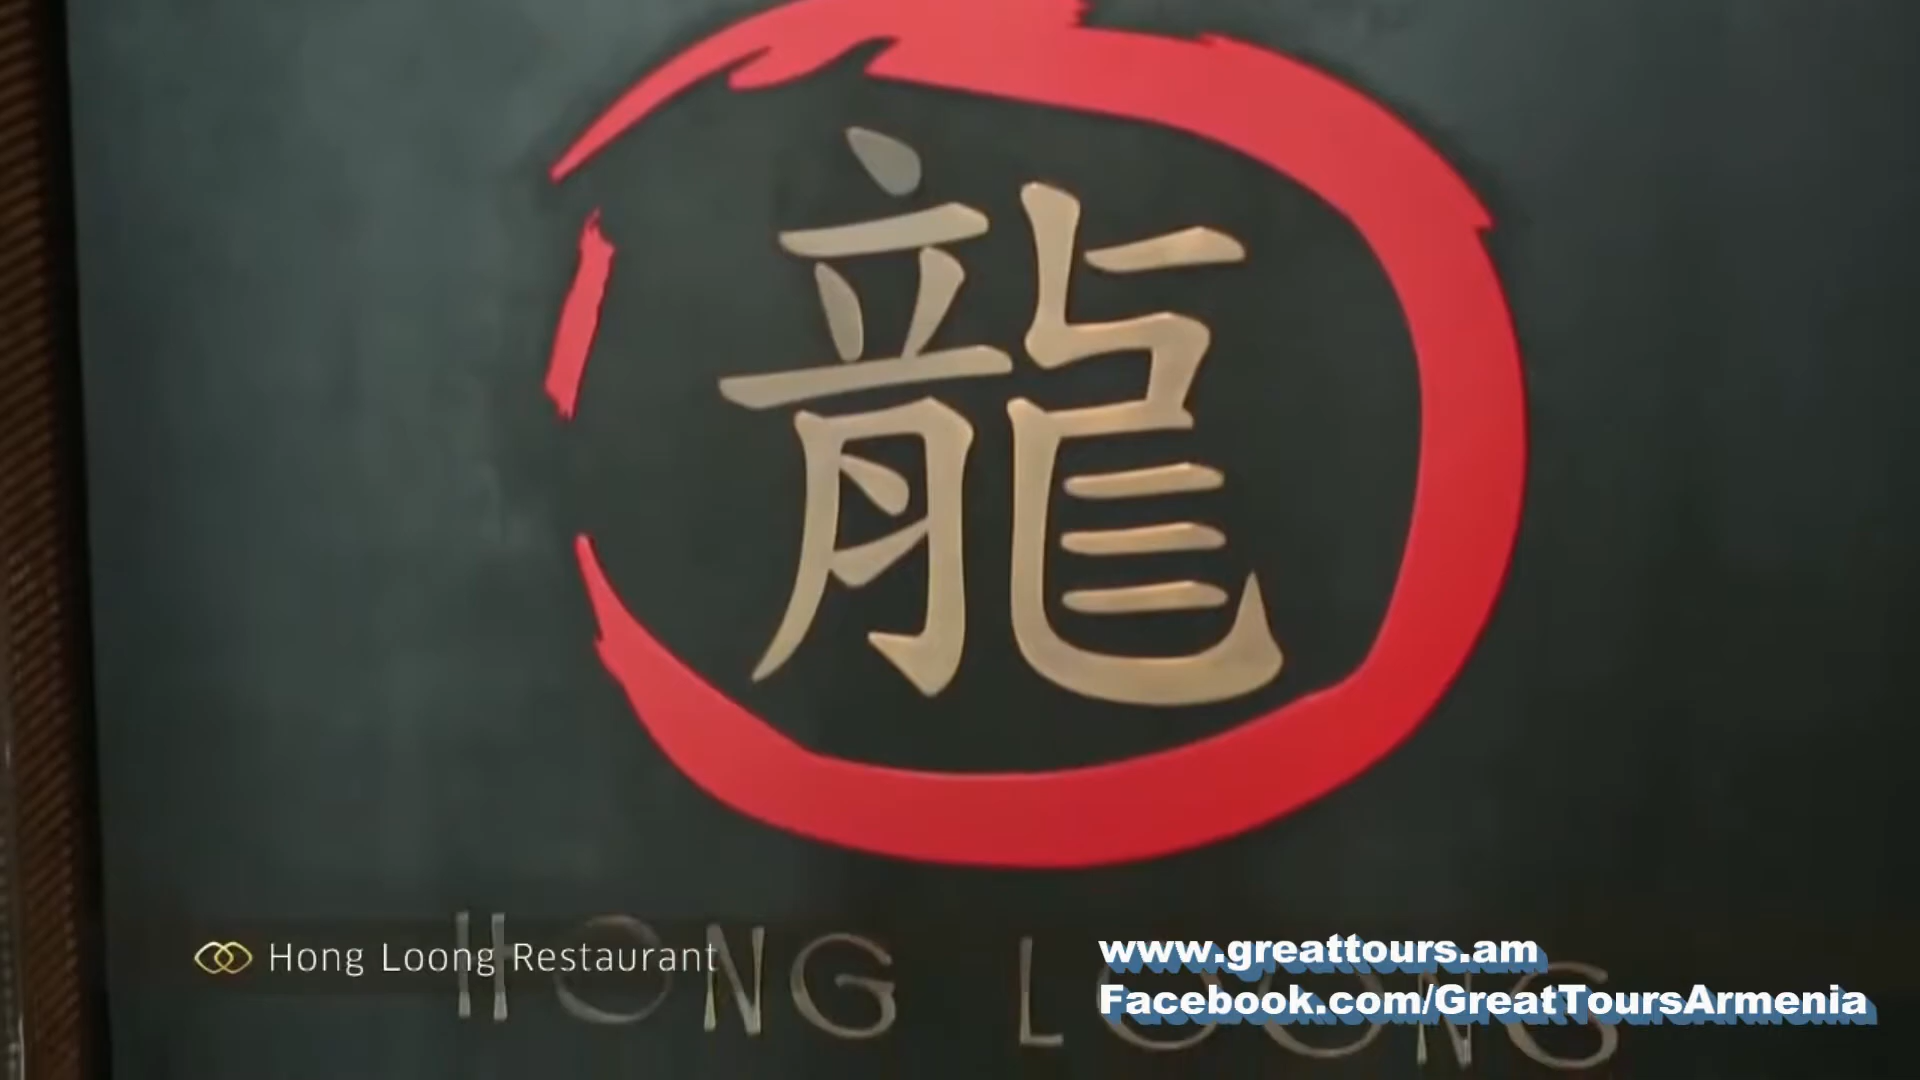 龍
HONG LOONG
Hong Loong Restaurant
www.greattours.am
Facebook.com/GreatToursArmenia